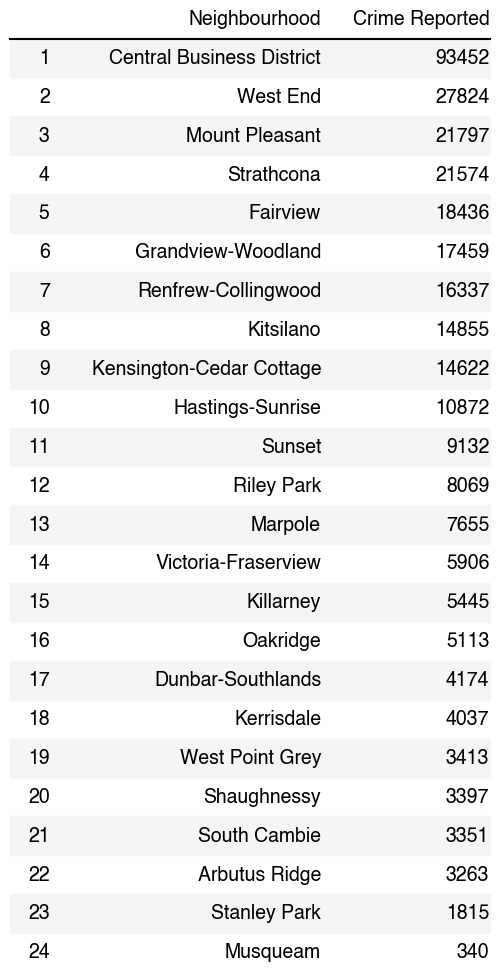 Neighbourhood Crime Reported
1 Central Business District 93452
2 West End 27824
3 Mount Pleasant 21797
4 Strathcona 21574
5 Fairview 18436
6 Grandview-Woodland 17459
7 Renfrew-Collingwood 16337
8 Kitsilano 14855
9 Kensington-Cedar Cottage 14622
10 Hastings-Sunrise 10872
11 Sunset 9132
12 Riley Park 8069
13 Marpole 7655
14 Victoria-Fraserview 5906
15 Killarney 5445
16 Oakridge 5113
17 Dunbar-Southlands 4174
18 Kerrisdale 4037
19 West Point Grey 3413
20 Shaughnessy 3397
21 South Cambie 3351
22 Arbutus Ridge 3263
23 Stanley Park 1815
24 Musqueam 340